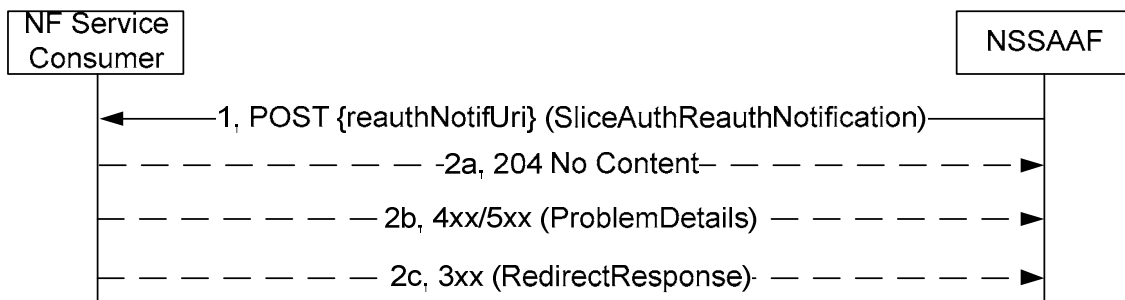 NF Service
Consumer
NSSAAF
1, POST {reauthNotifUri} (SliceAuthReauthNotification)
2a, 204 No Content
2b, 4xx/5xx (ProblemDetails)
2c, 3xx (RedirectResponse)